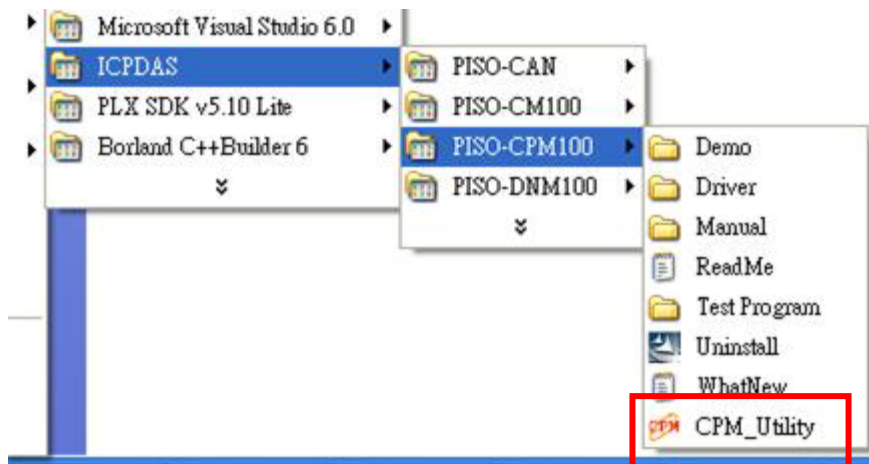 Microsoft Visual Studio 6.0
ICPDAS
PLX SDK v5.10 Lite
Borland C++Builder 6
PISO-CAN
PISO-CM100
PISO-CPM100
PISO-DNM100
Demo
Driver
Manual
ReadMe
Test Program
Uninstall
WhatNew
CPM CPM_Utility